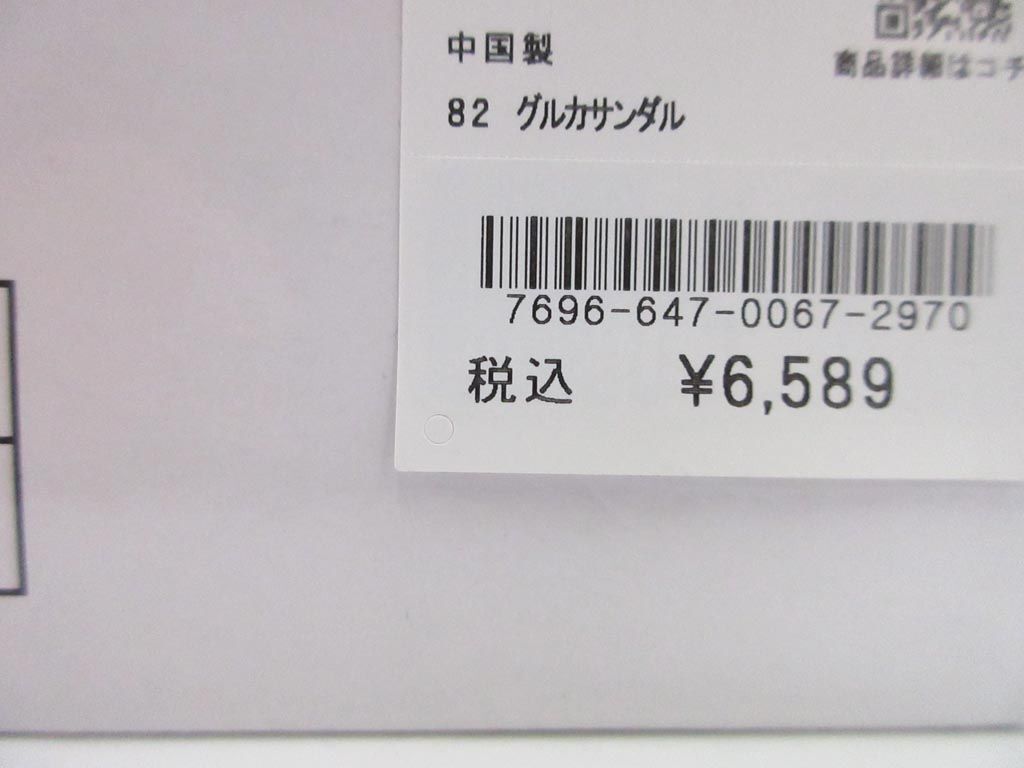 中国製
商品詳細はコチ
82 グルカサンダル
7696-647-0067-2970
税込 ¥6,589